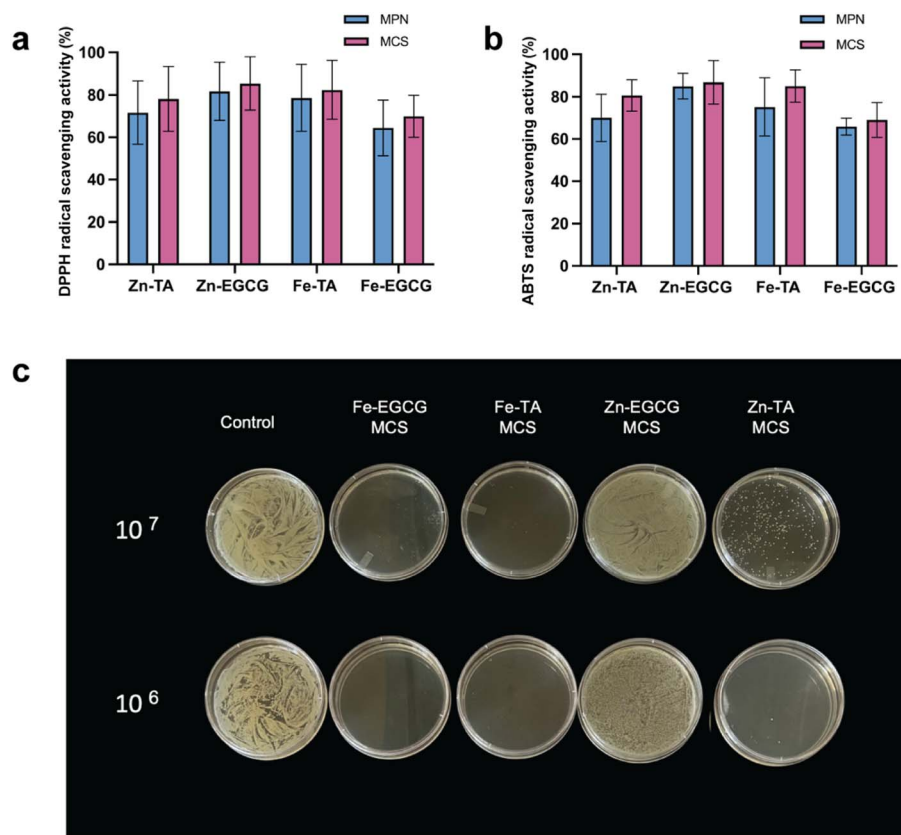 a
MPN
MCS
DPPH radical scavenging activity (%)
100
80
60
40
20
0
Zn-TA
Zn-EGCG
Fe-TA
Fe-EGCG
b
MPN
MCS
ABTS radical scavenging activity (%)
100
80
60
40
20
0
Zn-TA
Zn-EGCG
Fe-TA
Fe-EGCG
c
Control
Fe-EGCG
MCS
Fe-TA
MCS
Zn-EGCG
MCS
Zn-TA
MCS
10 7
10 6